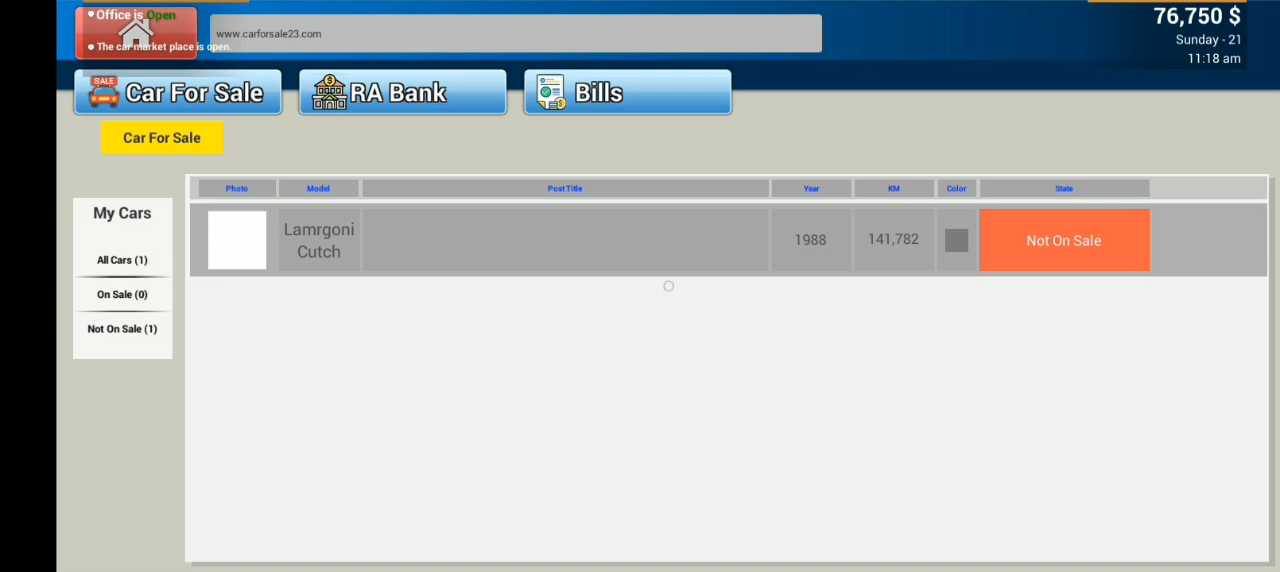 Office is Open
The car market place is open.
www.carforsale23.com
76,750 $
Sunday - 21
11:18 am
SALE
Car For Sale
RA Bank
Bills
Car For Sale
My Cars
All Cars (1)
On Sale (0)
Not On Sale (1)
Photo
Model
Post Title
Year
KM
Color
State
Lamrgoni
Cutch
1988
141,782
Not On Sale